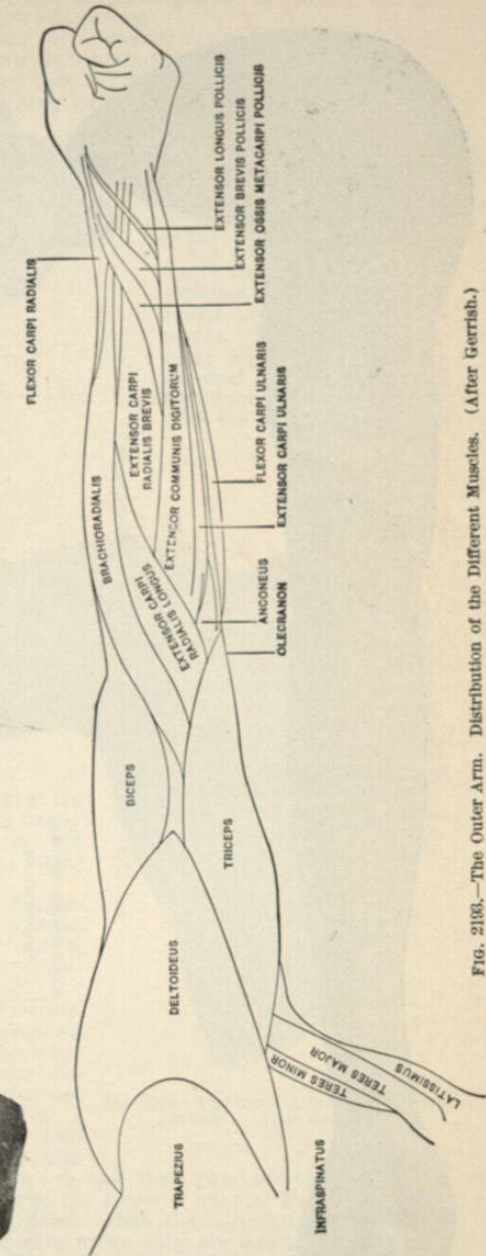 FLEXOR CARPI RADIALIS
EXTENSOR LONGUS POLLICIS
EXTENSOR BREVIS POLLICIS
EXTENSOR OSSIS METACARPI POLLICIS
BRACHIORADIALIS
EXTENSOR CARPI
RADIALIS BREVIS
EXTENSOR COMMUNIS DIGITORUM
EXTENSOR CARPI
RADIALIS LONGUS
FLEXOR CARPI ULNARIS
EXTENSOR CARPI ULNARIS
ANCONEUS
OLECRANON
BICEPS
TRICEPS
DELTOIDEUS
TRAPEZIUS
TERES MINOR
TERES MAJOR
LATISSIMUS
INFRASPINATUS
FIG. 2193.—The Outer Arm. Distribution of the Different Muscles. (After Gerrish.)